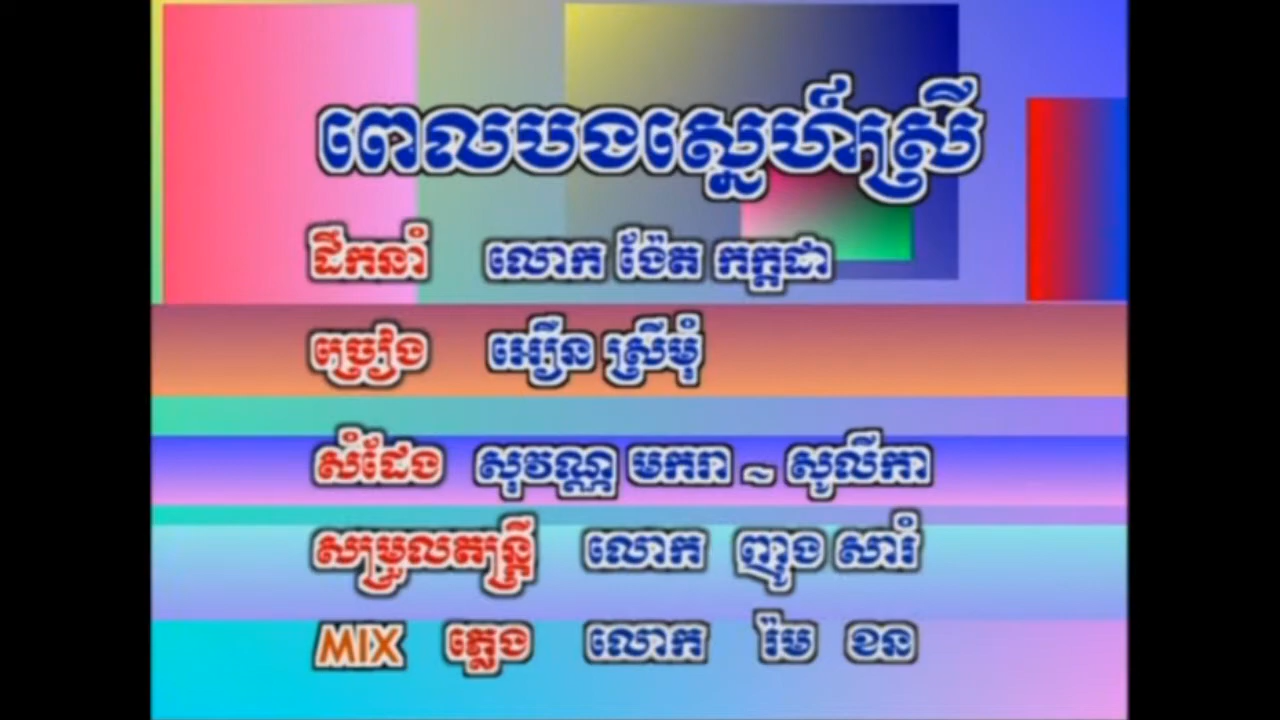 ពេលបងស្នេហ៍ស្រី
ដឹកនាំ លោក ង៉ែត កក្កដា
ច្រៀង អឿន ស្រីមុំ
សំដែង សុវណ្ណ មករា ~ សូលីកា
សម្រួលតន្ត្រី លោក ញូង សារំ
MIX ភ្លេង លោក រ៉ម ខន